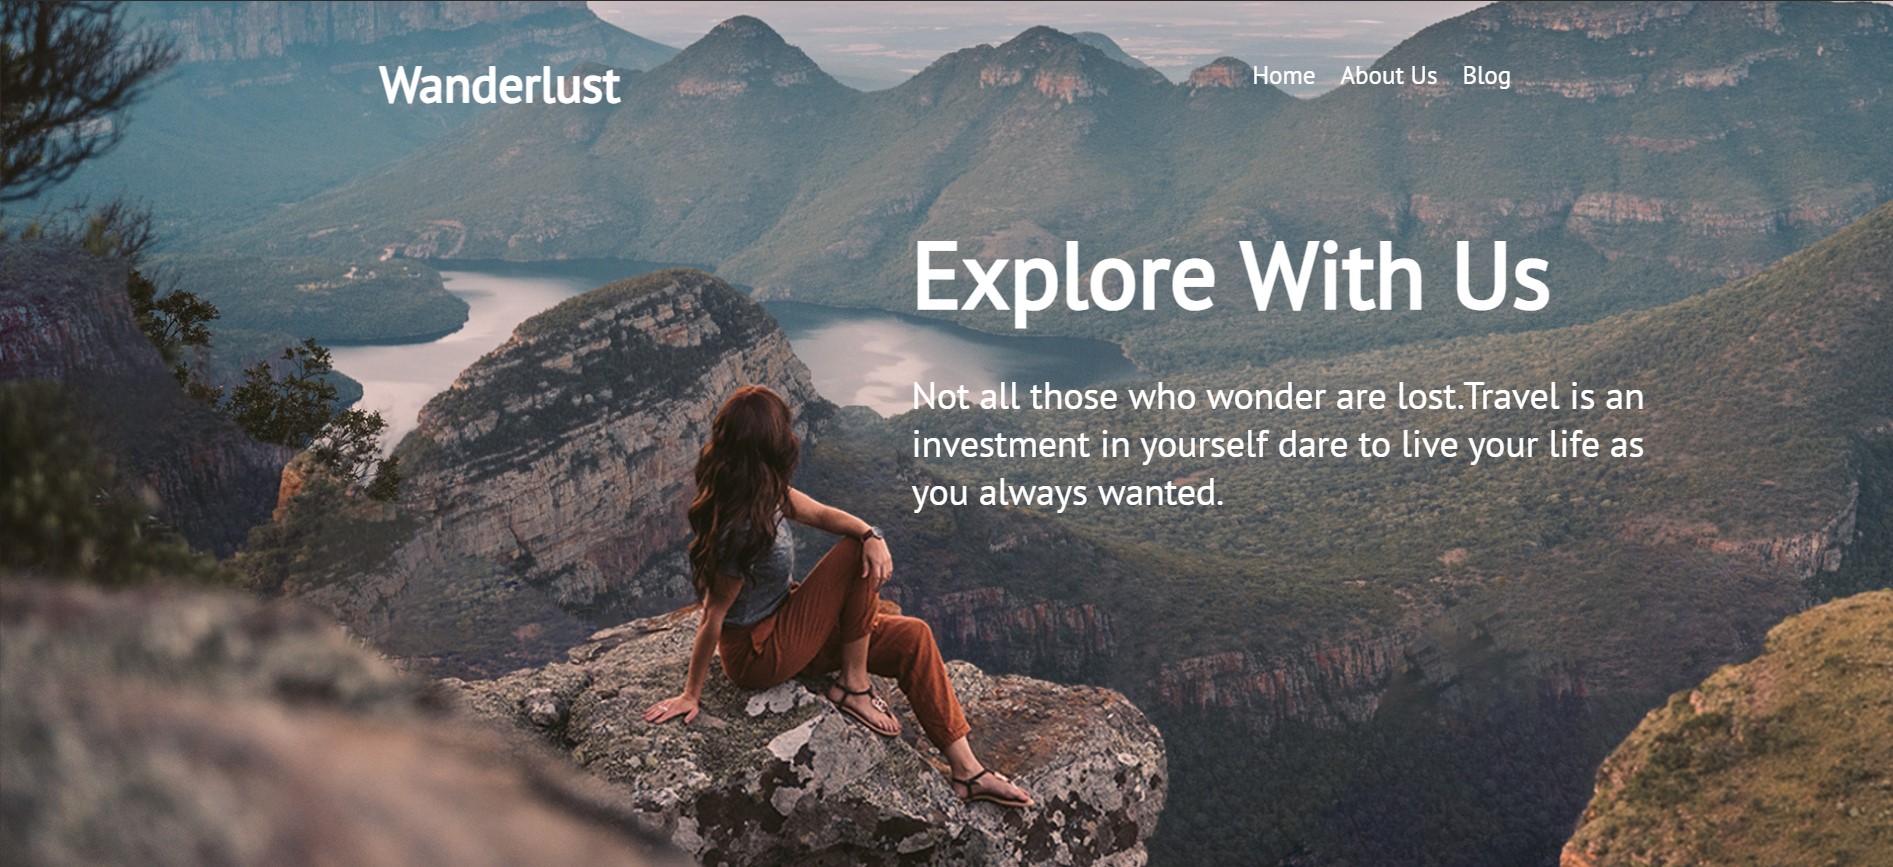 Wanderlust
Home About Us Blog
Explore With Us
Not all those who wonder are lost.Travel is an
investment in yourself dare to live your life as
you always wanted.